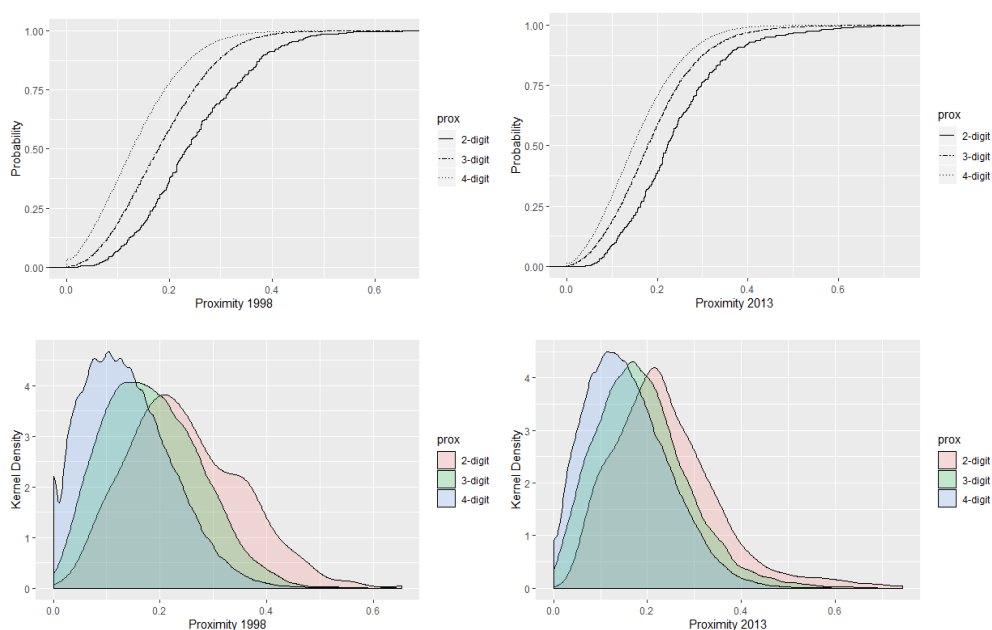 1.00
0.75
0.50
0.25
0.00
Probability
0.0 0.2 0.4 0.6
Proximity 1998
prox
2-digit
3-digit
4-digit
1.00
0.75
0.50
0.25
0.00
Probability
0.0 0.2 0.4 0.6
Proximity 2013
prox
2-digit
3-digit
4-digit
4
3
2
1
0
Kernel Density
0.0 0.2 0.4 0.6
Proximity 1998
prox
2-digit
3-digit
4-digit
4
3
2
1
0
Kernel Density
0.0 0.2 0.4 0.6
Proximity 2013
prox
2-digit
3-digit
4-digit